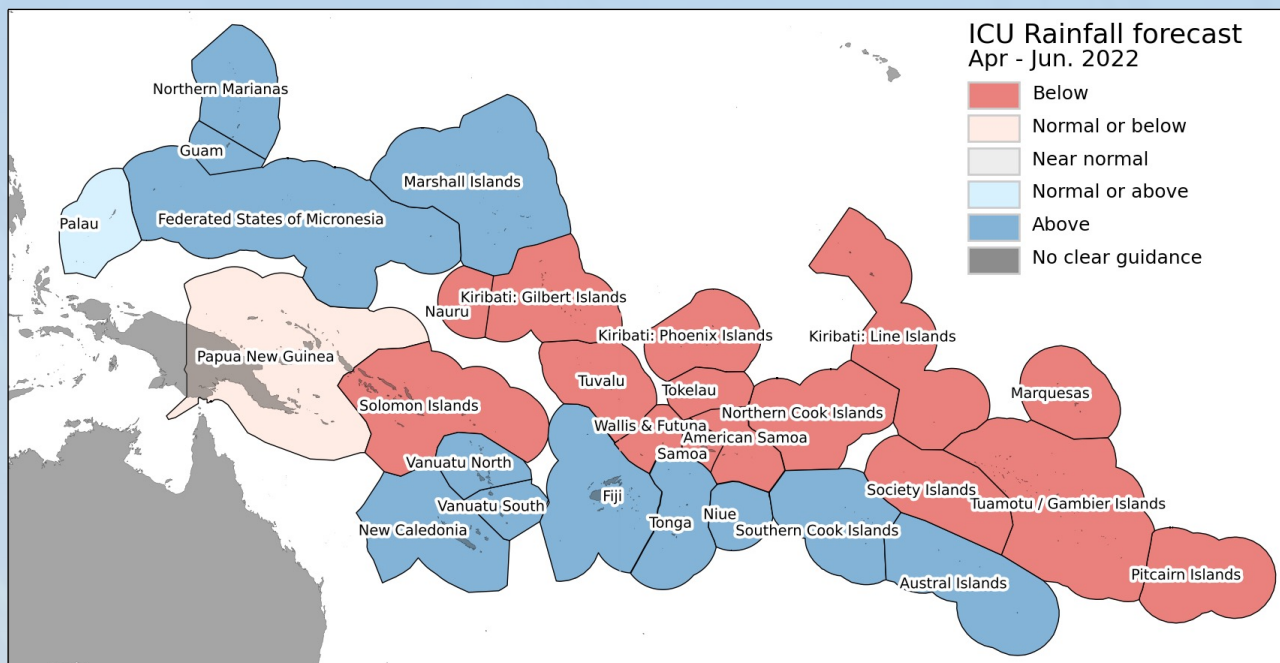 ICU Rainfall forecast
Apr - Jun. 2022
Below
Normal or below
Near normal
Normal or above
Above
No clear guidance
Northern Marianas
Guam
Marshall Islands
Palau
Federated States of Micronesia
Nauru
Kiribati: Gilbert Islands
Kiribati: Phoenix Islands
Kiribati: Line Islands
Papua New Guinea
Tuvalu
Tokelau
Marquesas
Solomon Islands
Northern Cook Islands
Wallis & Futuna
American Samoa
Samoa
Vanuatu North
Society Islands
Fiji
Vanuatu South
Tuamotu / Gambier Islands
Niue
Tonga
New Caledonia
Southern Cook Islands
Pitcairn Islands
Austral Islands